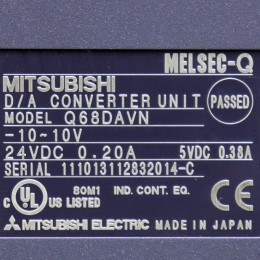 MELSEC-Q
MITSUBISHI
D/A CONVERTER UNIT
PASSED
MODEL Q68DAVN
-10~10V
24VDC 0.20A 5VDC 0.38A
SERIAL 111013112832014-C
80M1 IND. CONT. EQ.
C UL US LISTED CE
MITSUBISHI ELECTRIC MADE IN JAPAN